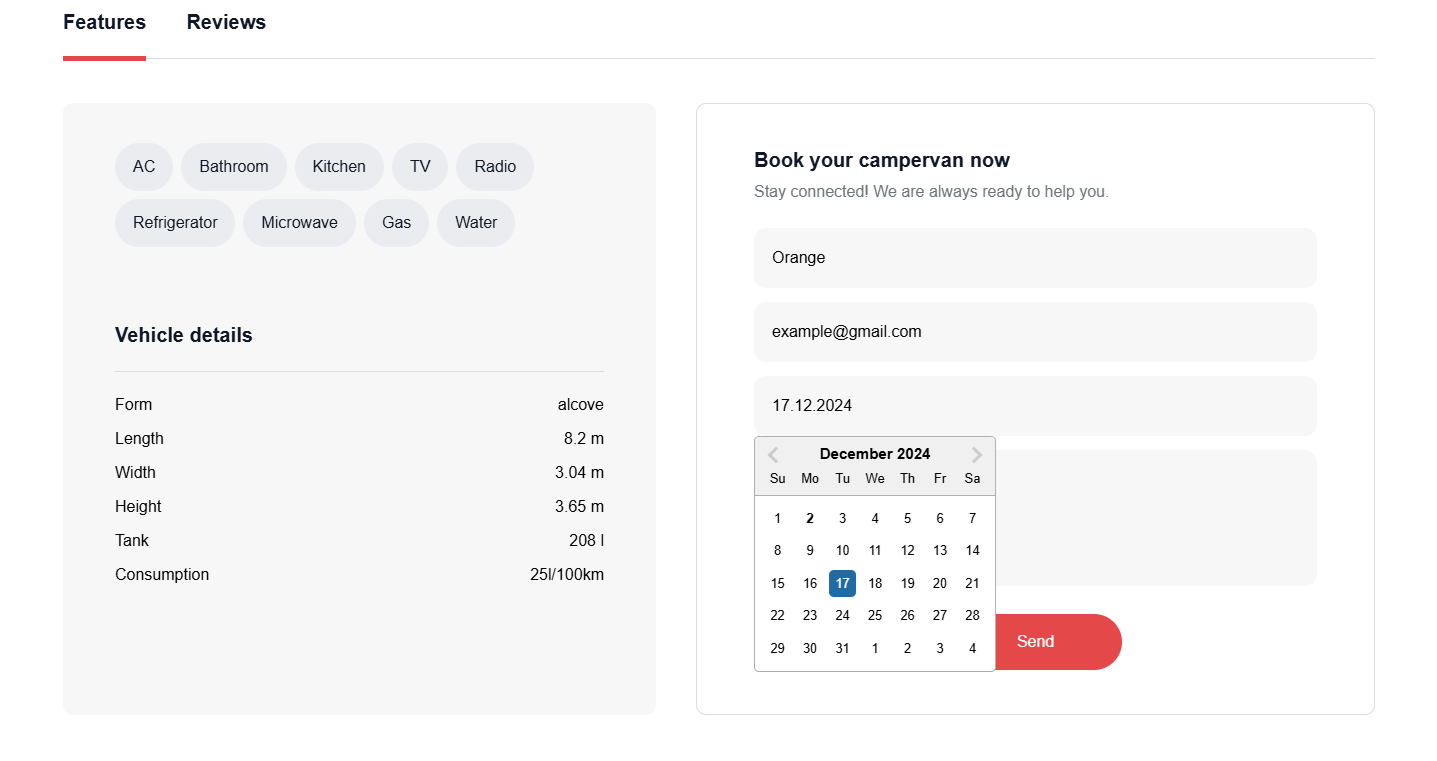 Features Reviews
AC Bathroom Kitchen TV Radio
Refrigerator Microwave Gas Water
Vehicle details
Form alcove
Length 8.2 m
Width 3.04 m
Height 3.65 m
Tank 208 l
Consumption 25l/100km
Book your campervan now
Stay connected! We are always ready to help you.
Orange
example@gmail.com
17.12.2024
December 2024
Su Mo Tu We Th Fr Sa
1 2 3 4 5 6 7
8 9 10 11 12 13 14
15 16 17 18 19 20 21
22 23 24 25 26 27 28
29 30 31 1 2 3 4
Send